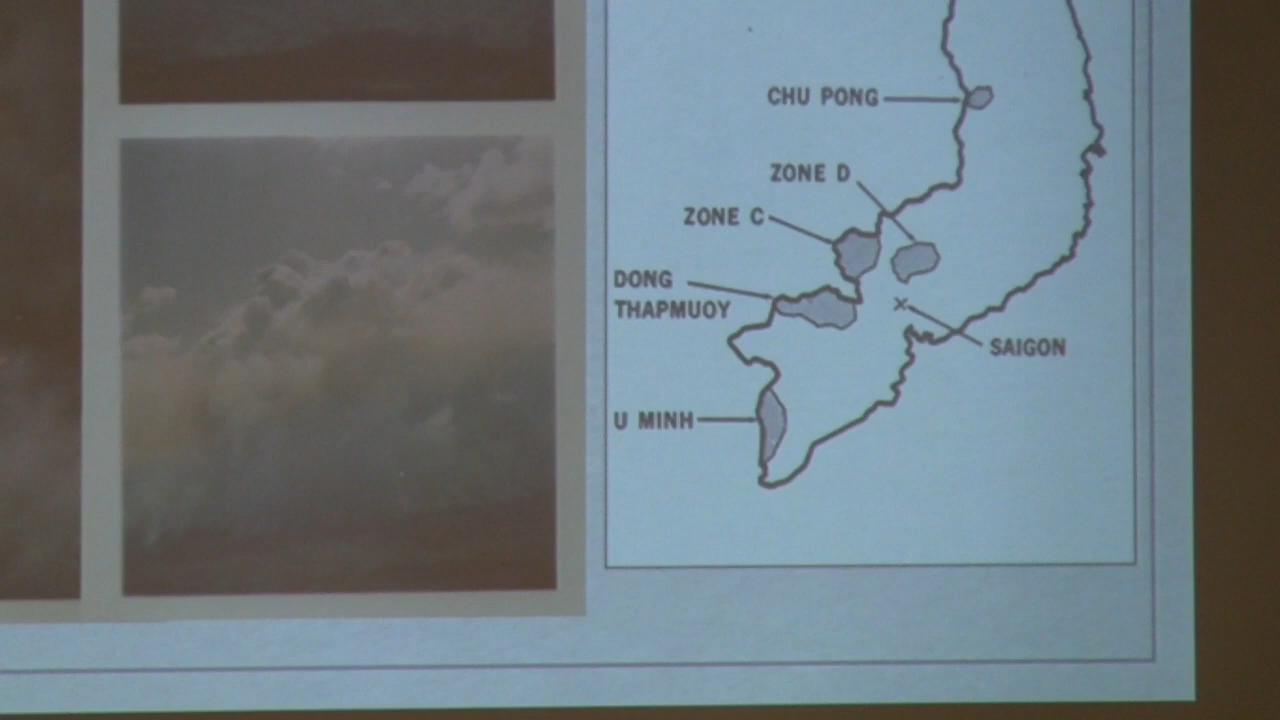 CHU PONG
ZONE D
ZONE C
DONG
THAPMUOY
SAIGON
U MINH